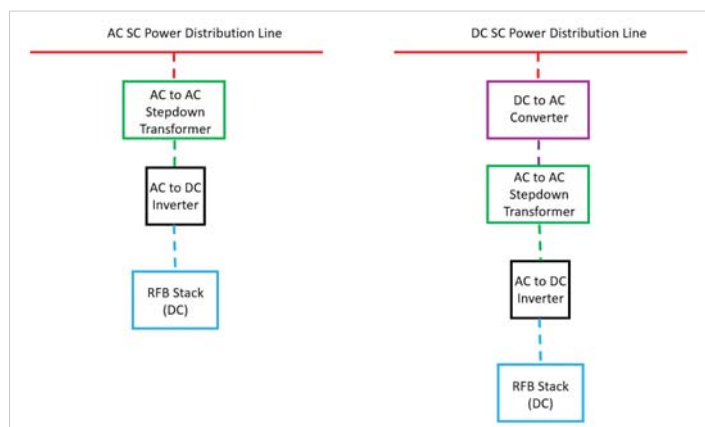 AC SC Power Distribution Line
AC to AC
Stepdown
Transformer
AC to DC
Inverter
RFB Stack
(DC)
DC SC Power Distribution Line
DC to AC
Converter
AC to AC
Stepdown
Transformer
AC to DC
Inverter
RFB Stack
(DC)